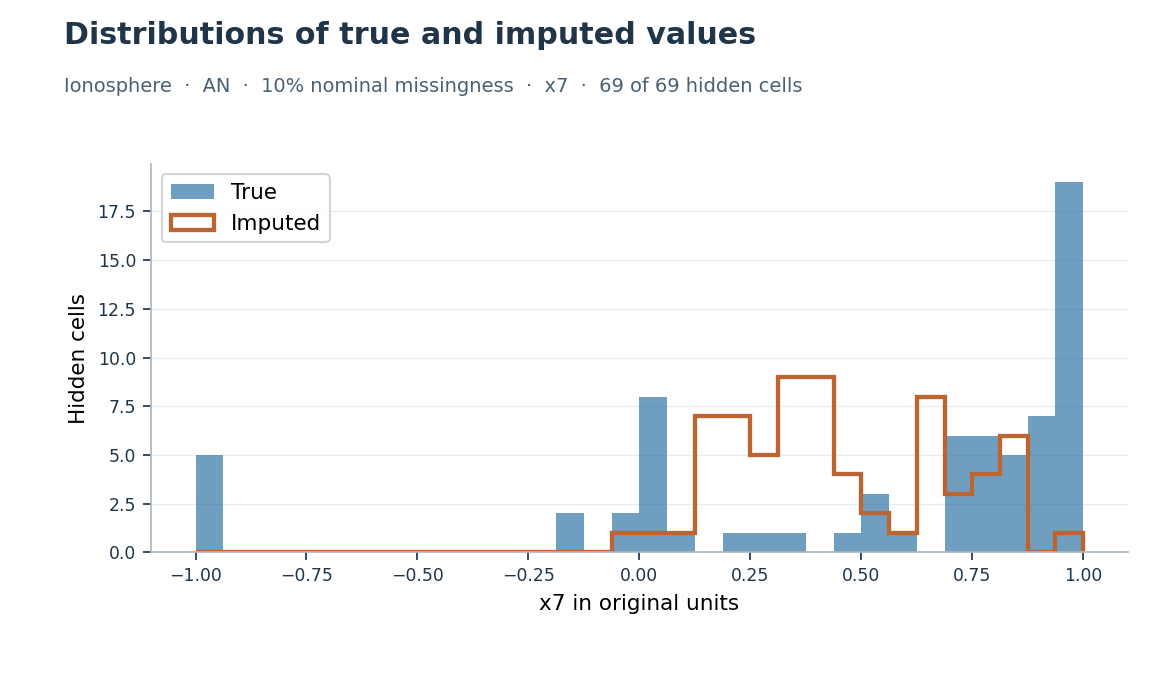 Distributions of true and imputed values
Ionosphere · AN · 10% nominal missingness · x7 · 69 of 69 hidden cells
True
Imputed
Hidden cells
17.5
15.0
12.5
10.0
7.5
5.0
2.5
0.0
−1.00 −0.75 −0.50 −0.25 0.00 0.25 0.50 0.75 1.00
x7 in original units